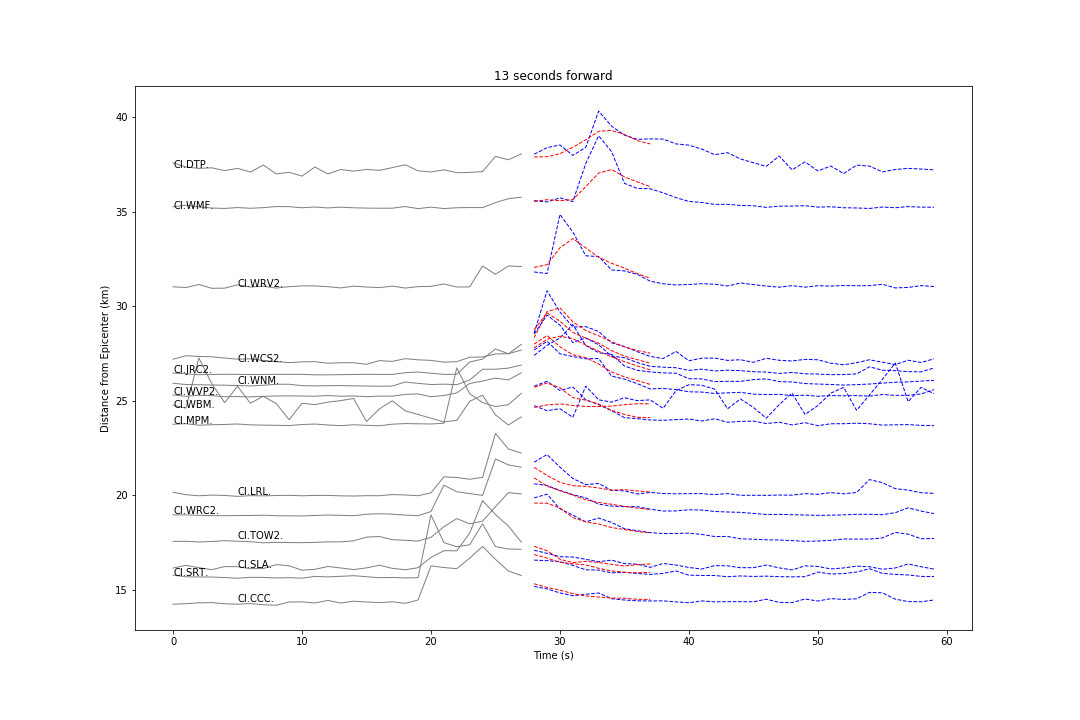 13 seconds forward
40
35
30
25
20
15
Distance from Epicenter (km)
CI.DTP.
CI.WMF.
CI.WRV2.
CI.WCS2.
CI.JRC2.
CI.WNM.
CI.WVP2.
CI.WBM.
CI.MPM.
CI.LRL.
CI.WRC2.
CI.TOW2.
CI.SLA.
CI.SRT.
CI.CCC.
0 10 20 30 40 50 60
Time (s)